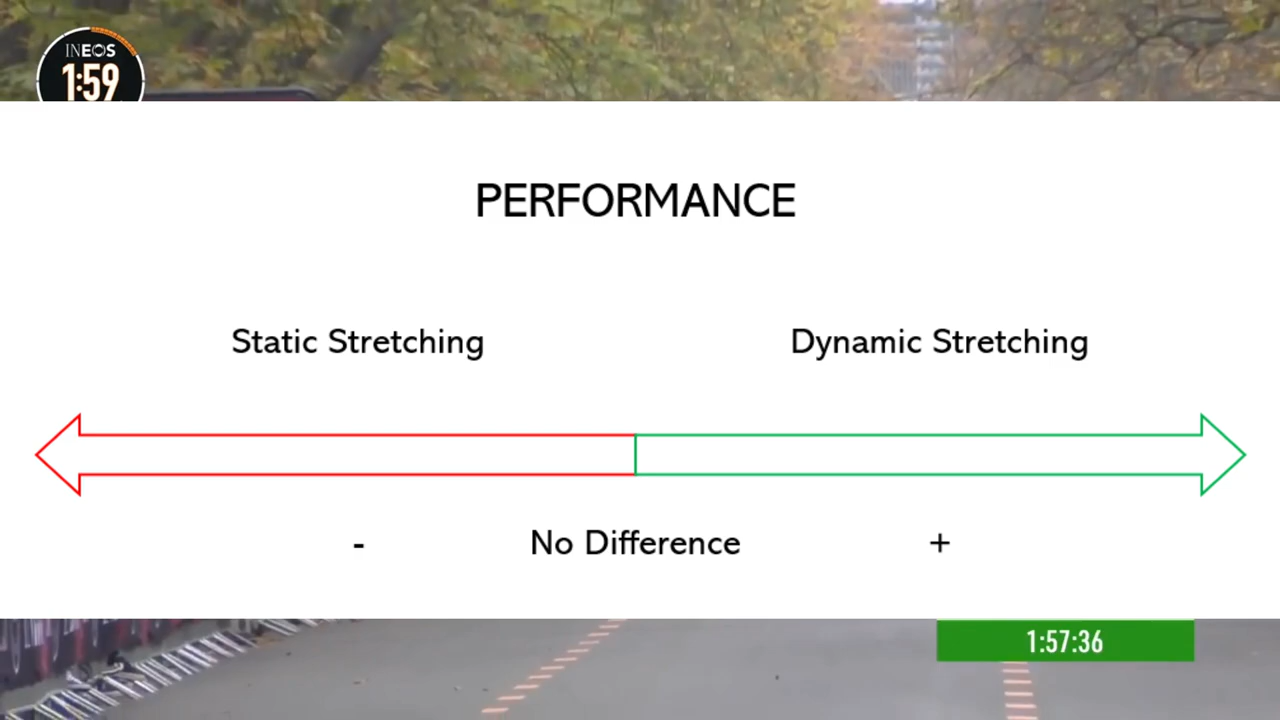 INEOS
1:59
PERFORMANCE
Static Stretching
Dynamic Stretching
-
No Difference
+
1:57:36